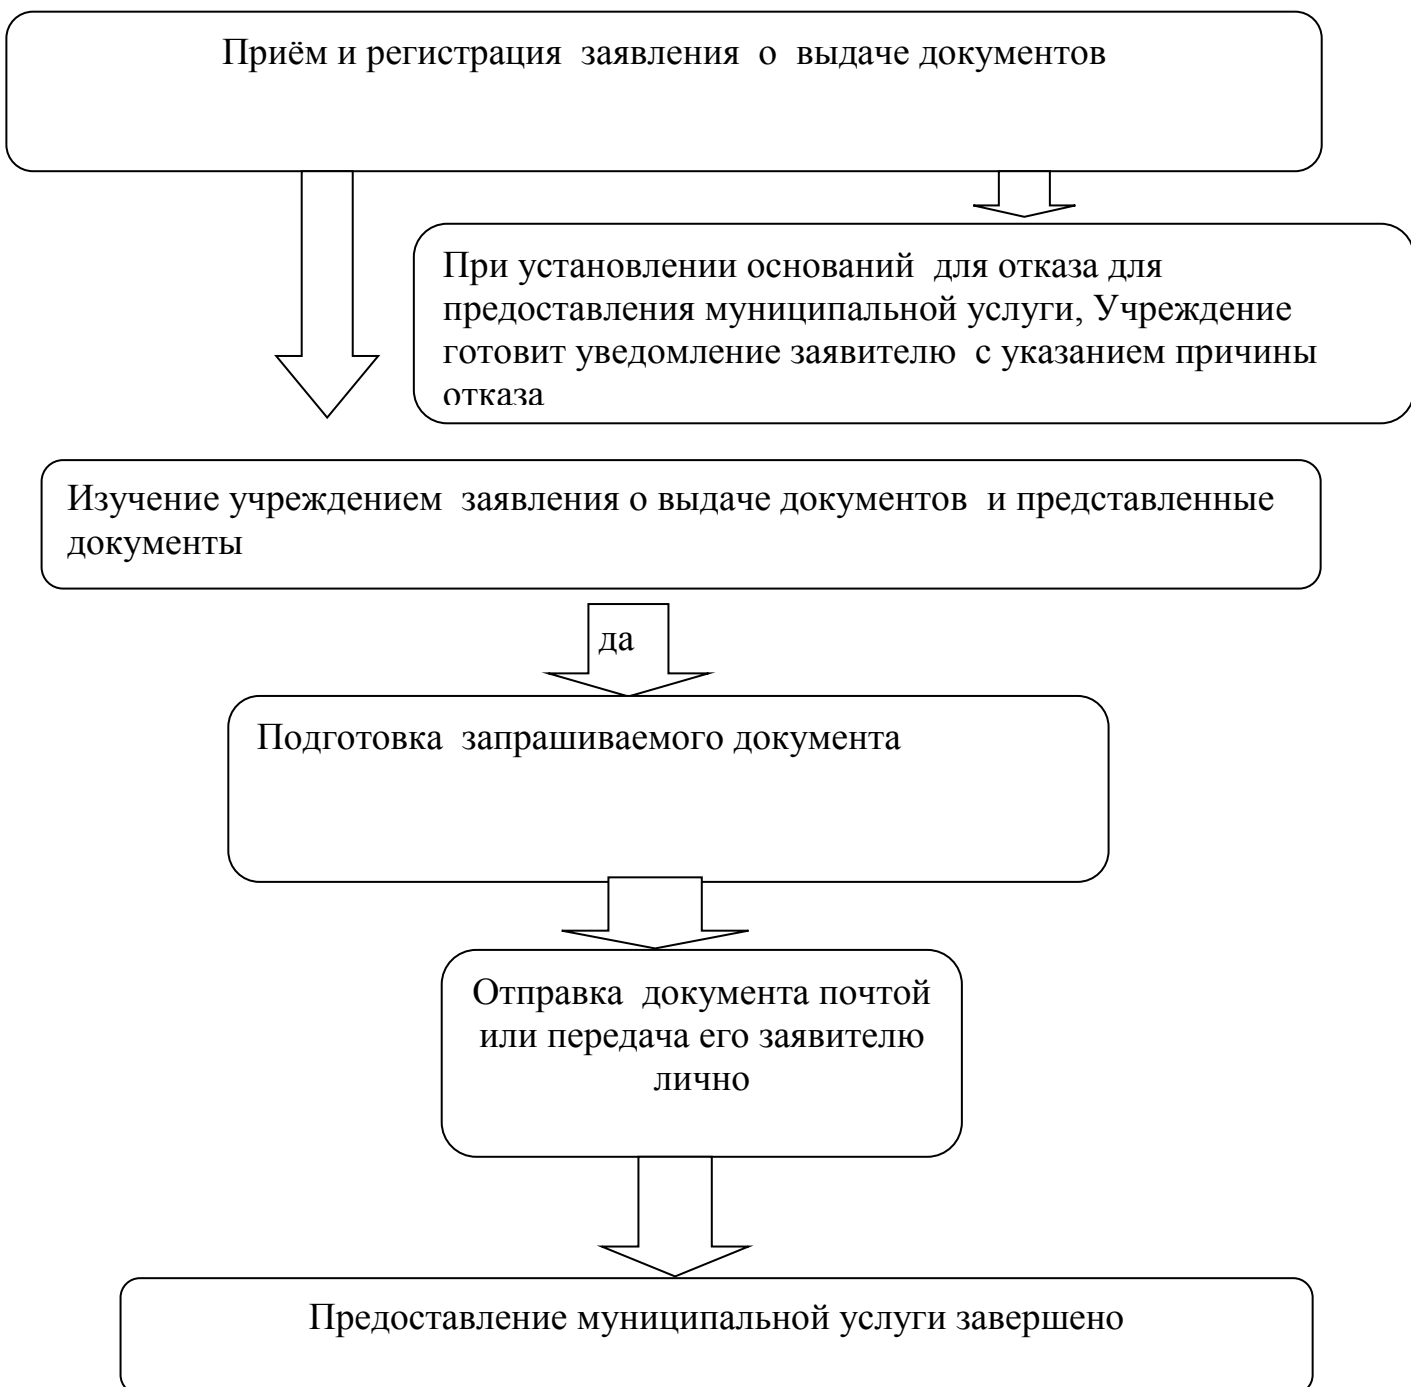 Приём и регистрация заявления о выдаче документов
При установлении оснований для отказа для
предоставления муниципальной услуги, Учреждение
готовит уведомление заявителю с указанием причины
отказа
Изучение учреждением заявления о выдаче документов и представленные
документы
да
Подготовка запрашиваемого документа
Отправка документа почтой
или передача его заявителю
лично
Предоставление муниципальной услуги завершено